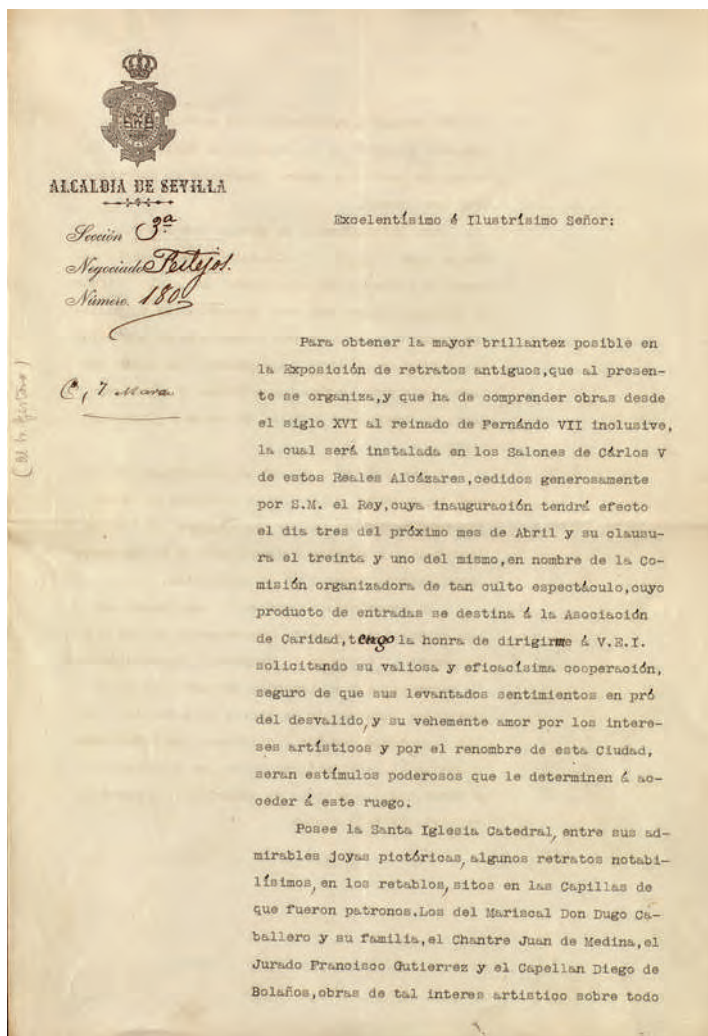 ALCALDIA DE SEVILLA
Sección 3ª
Negociado Festejos.
Número. 180
C, 7 Marzo
Excelentísimo é Ilustrísimo Señor:
Para obtener la mayor brillantez posible en
la Exposición de retratos antiguos,que al presen-
te se organiza,y que ha de comprender obras desde
el siglo XVI al reinado de Fernándo VII inclusive,
la cual será instalada en los Salones de Cárlos V
de estos Reales Alcázares,cedidos generosamente
por S.M. el Rey,cuya inauguración tendrá efecto
el dia tres del próximo mes de Abril y su clausu-
ra el treinta y uno del mismo,en nombre de la Co-
misión organizadora de tan culto espectáculo,cuyo
producto de entradas se destina á la Asociación
de Caridad,tengo la honra de dirigirme á V.E.I.
solicitando su valiosa y eficacísima cooperación,
seguro de que sus levantados sentimientos en pró
del desvalido, y su vehemente amor por los intere-
ses artísticos y por el renombre de esta Ciudad,
seran estímulos poderosos que le determinen á ac-
ceder á este ruego.
Posee la Santa Iglesia Catedral, entre sus ad-
mirables joyas pictóricas, algunos retratos notabi-
lísimos, en los retablos, sitos en las Capillas de
que fueron patronos.Los del Mariscal Don Dugo Ca-
ballero y su familia,el Chantre Juan de Medina,el
Jurado Francisco Gutierrez y el Capellan Diego de
Bolaños,obras de tal interes artistico sobre todo